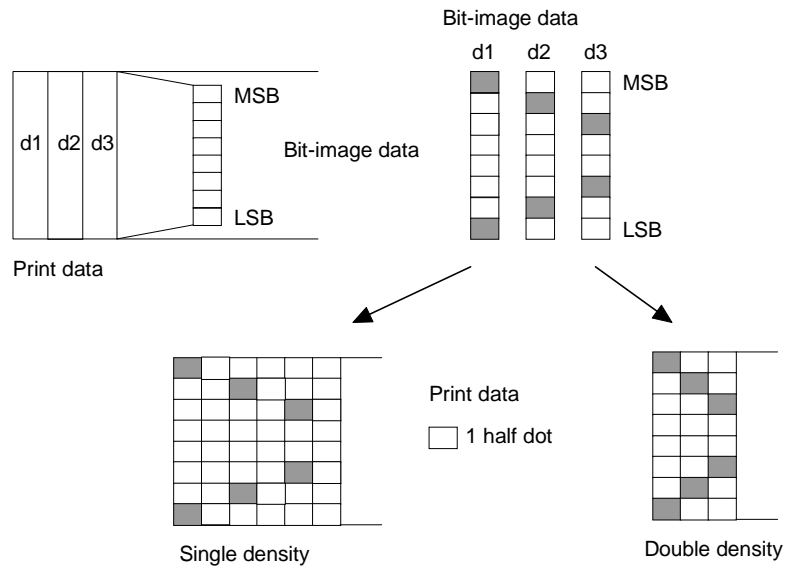 Bit-image data
d1 d2 d3
MSB
LSB
d1 d2 d3
MSB
LSB
Bit-image data
Print data
Print data
1 half dot
Single density
Double density